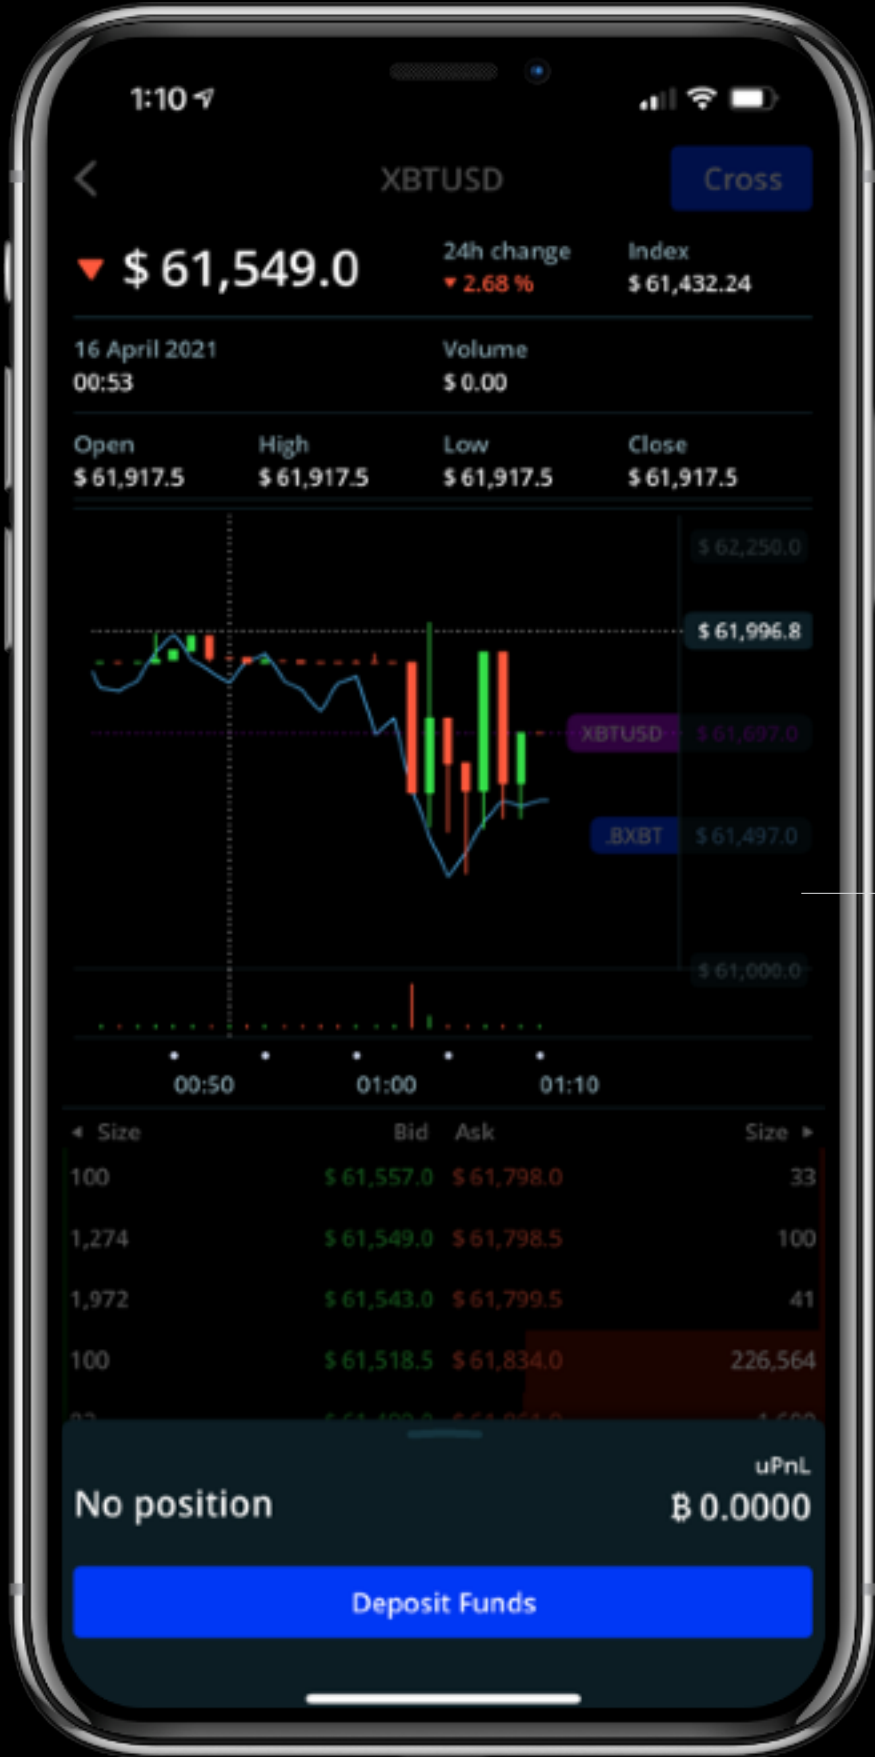 1:10
XBTUSD
Cross
$ 61,549.0
24h change
2.68 %
Index
$ 61,432.24
16 April 2021
00:53
Volume
$ 0.00
Open
$ 61,917.5
High
$ 61,917.5
Low
$ 61,917.5
Close
$ 61,917.5
$ 62,250.0
$ 61,996.8
XBTUSD $ 61,697.0
.BXBT $ 61,497.0
$ 61,000.0
00:50 01:00 01:10
Size Bid Ask Size
100 $ 61,557.0 $ 61,798.0 33
1,274 $ 61,549.0 $ 61,798.5 100
1,972 $ 61,543.0 $ 61,799.5 41
100 $ 61,518.5 $ 61,834.0 226,564
uPnL
No position ₿ 0.0000
Deposit Funds